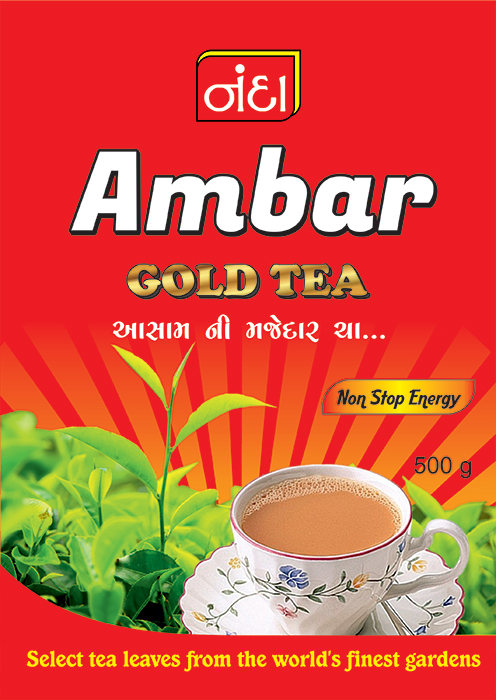 નંદા
Ambar
GOLD TEA
આસામ ની મજેદાર ચા...
Non Stop Energy
500 g
Select tea leaves from the world's finest gardens